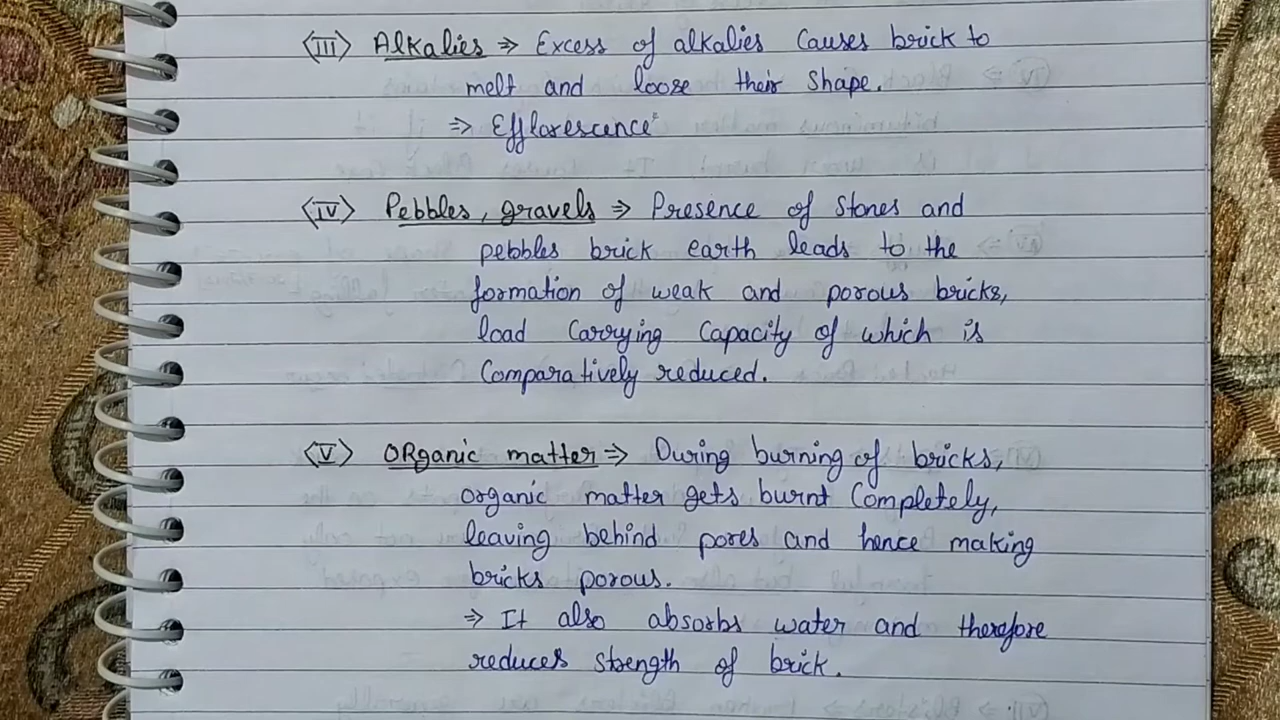 (III) Alkalies ⇒ Excess of alkalies causes brick to
melt and loose their shape.
⇒ Efflorescence
(IV) Pebbles, gravels ⇒ Presence of stones and
pebbles brick earth leads to the
formation of weak and porous bricks,
load carrying capacity of which is
comparatively reduced.
(V) ORganic matter ⇒ During burning of bricks,
organic matter gets burnt completely,
leaving behind pores and hence making
bricks porous.
⇒ It also absorbs water and therefore
reduces strength of brick.